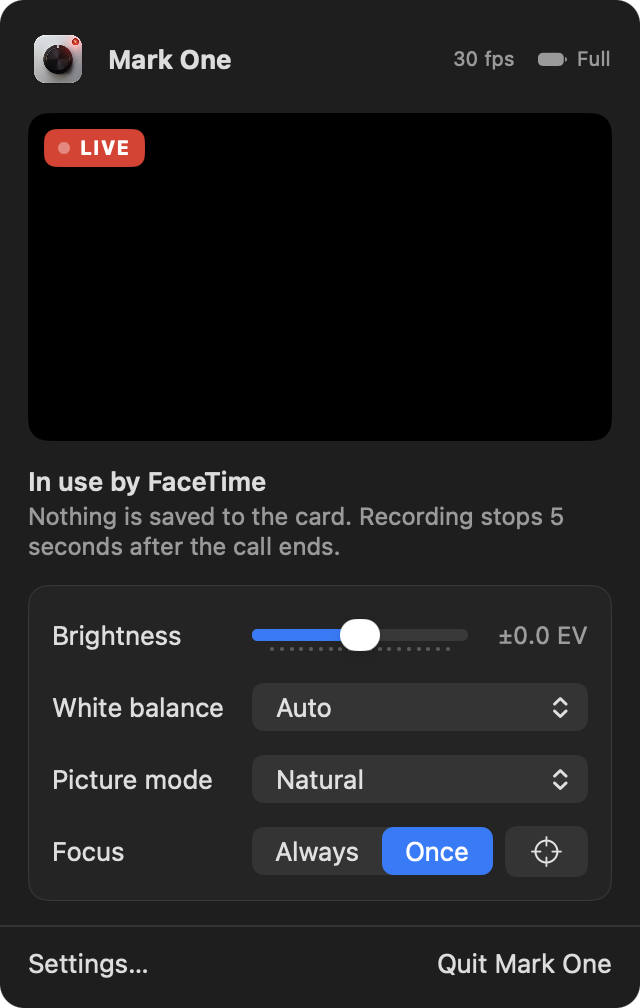 Mark One
30 fps
Full
LIVE
In use by FaceTime
Nothing is saved to the card. Recording stops 5
seconds after the call ends.
Brightness
±0.0 EV
White balance
Auto
Picture mode
Natural
Focus
Always
Once
Settings...
Quit Mark One